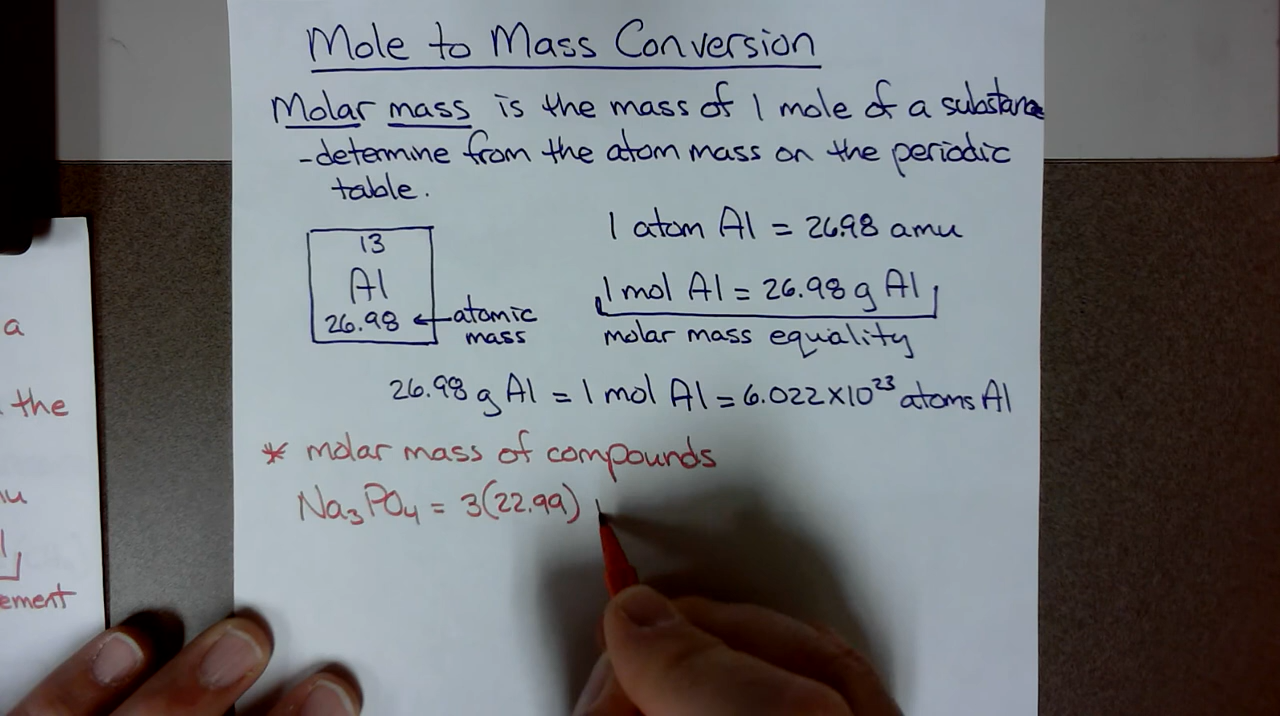 Mole to Mass Conversion
Molar mass is the mass of 1 mole of a substance
-determine from the atom mass on the periodic
table.
13
Al
26.98 ← atomic
mass
1 atom Al = 26.98 amu
1 mol Al = 26.98 g Al
molar mass equality
26.98 g Al = 1 mol Al = 6.022×10²³ atoms Al
* molar mass of compounds
Na₃PO₄ = 3(22.99)
a
the
ement